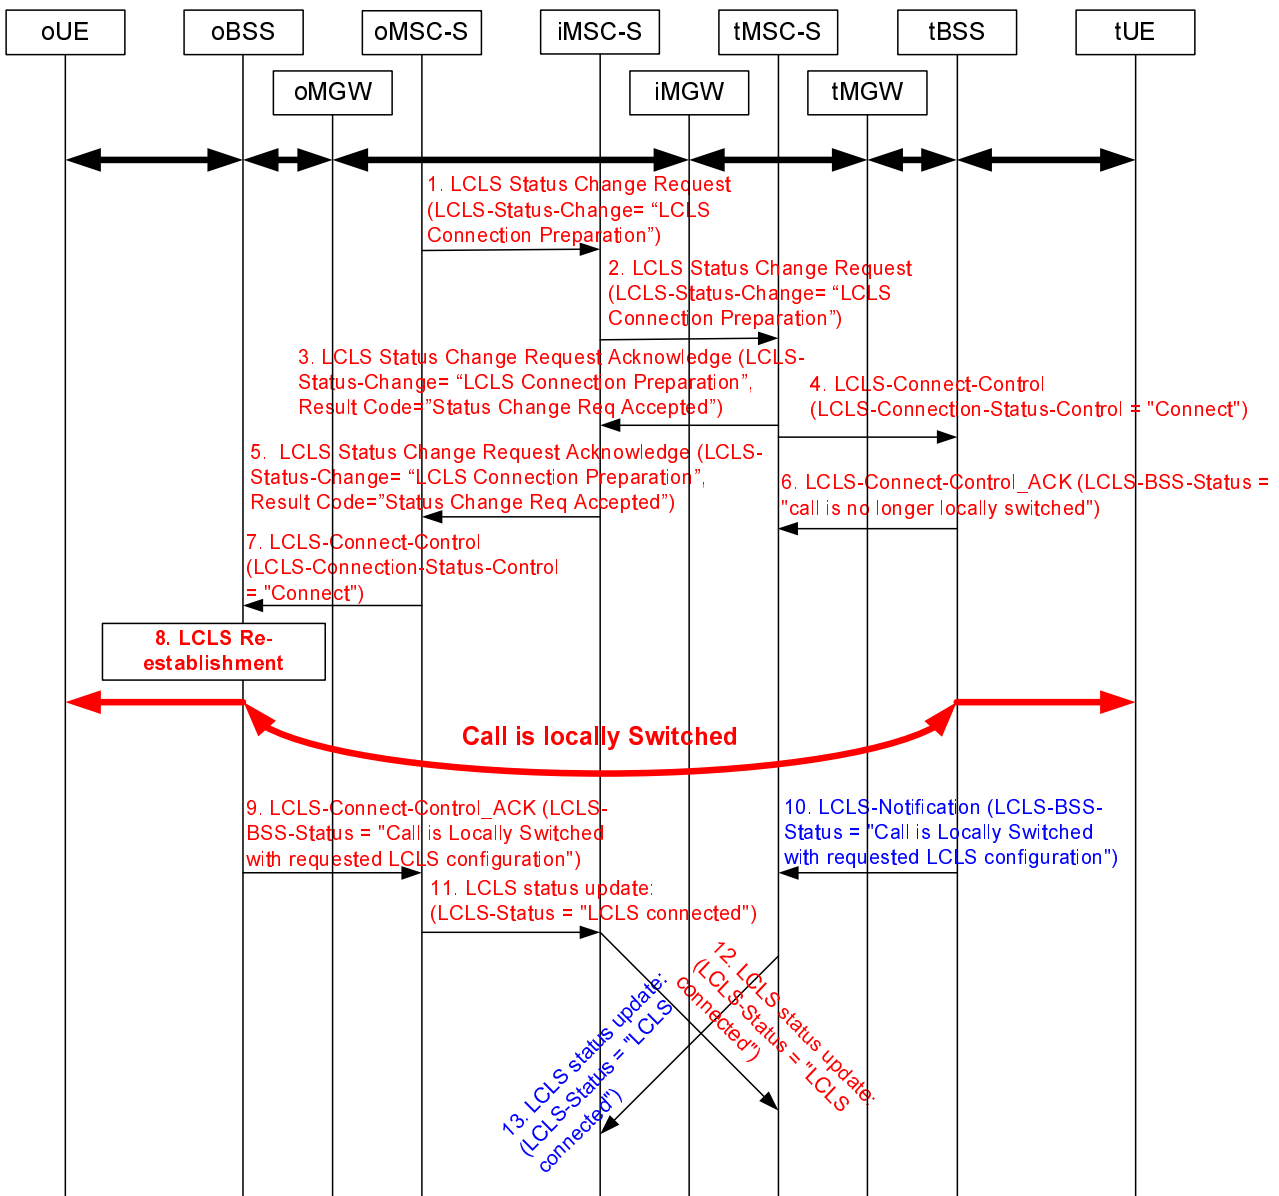 oUE
oBSS
oMSC-S
iMSC-S
tMSC-S
tBSS
tUE
oMGW
iMGW
tMGW
1. LCLS Status Change Request
(LCLS-Status-Change= “LCLS
Connection Preparation”)
2. LCLS Status Change Request
(LCLS-Status-Change= “LCLS
Connection Preparation”)
3. LCLS Status Change Request Acknowledge (LCLS-
Status-Change= “LCLS Connection Preparation”,
Result Code=”Status Change Req Accepted”)
4. LCLS-Connect-Control
(LCLS-Connection-Status-Control = "Connect")
5. LCLS Status Change Request Acknowledge (LCLS-
Status-Change= “LCLS Connection Preparation”,
Result Code=”Status Change Req Accepted”)
6. LCLS-Connect-Control_ACK (LCLS-BSS-Status =
"call is no longer locally switched")
7. LCLS-Connect-Control
(LCLS-Connection-Status-Control
= "Connect")
8. LCLS Re-
establishment
Call is locally Switched
9. LCLS-Connect-Control_ACK (LCLS-
BSS-Status = "Call is Locally Switched
with requested LCLS configuration")
10. LCLS-Notification (LCLS-BSS-
Status = "Call is Locally Switched
with requested LCLS configuration")
11. LCLS status update:
(LCLS-Status = "LCLS connected")
12. LCLS status update:
(LCLS-Status = "LCLS
connected")
13. LCLS status update:
(LCLS-Status = "LCLS
connected")